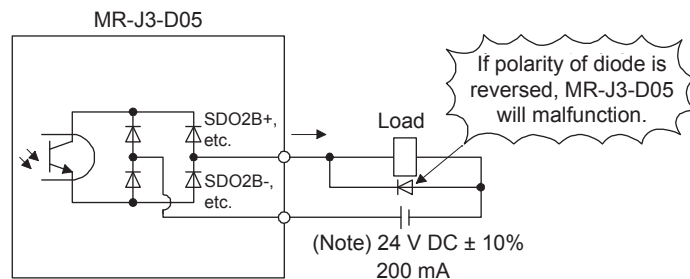 MR-J3-D05
If polarity of diode is
reversed, MR-J3-D05
will malfunction.
SDO2B+,
etc.
Load
SDO2B-,
etc.
(Note) 24 V DC ± 10%
200 mA